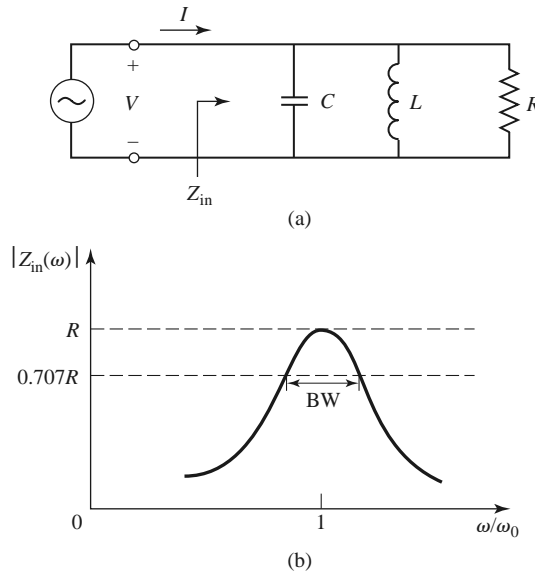 I
+
V
−
C
L
R
Z_in
(a)
|Z_in(ω)|
R
0.707R
BW
0
1
ω/ω_0
(b)